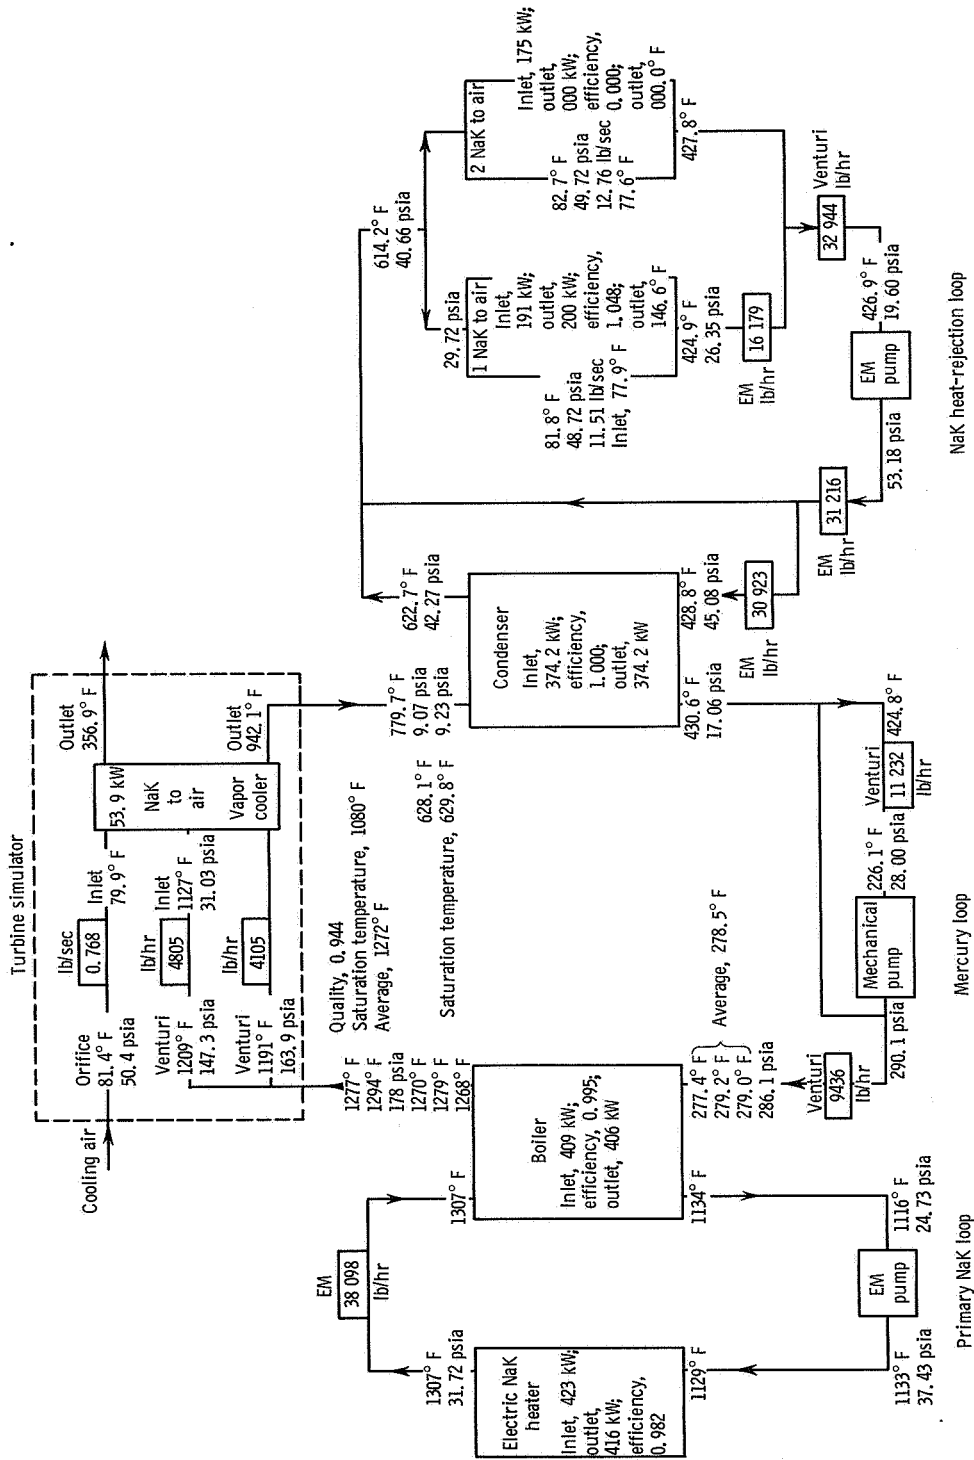 Turbine simulator
Cooling air
Orifice
81.4° F
50.4 psia
lb/sec
0.768
Inlet
79.9° F
Outlet
356.9° F
Venturi
1209° F
147.3 psia
lb/hr
4805
Inlet
1127° F
31.03 psia
53.9 kW
NaK
to
air
Vapor
cooler
Venturi
1191° F
163.9 psia
lb/hr
4105
Outlet
942.1° F
EM
38 098
lb/hr
1307° F
31.72 psia
1307° F
Electric NaK
heater
Inlet, 423 kW;
outlet,
416 kW;
efficiency,
0.982
1129° F
1133° F
37.43 psia
EM
pump
1116° F
24.73 psia
1134° F
Primary NaK loop
1277° F
1294° F
178 psia
1270° F
1279° F
1268° F
Quality, 0.944
Saturation temperature, 1080° F
Average, 1272° F
Boiler
Inlet, 409 kW;
efficiency, 0.995;
outlet, 406 kW
277.4° F
279.2° F
279.0° F
286.1 psia
Average, 278.5° F
Venturi
9436
lb/hr
290.1 psia
Mechanical
pump
226.1° F
28.00 psia
Venturi
11 232
lb/hr
424.8° F
Mercury loop
779.7° F
9.07 psia
9.23 psia
628.1° F
Saturation temperature, 629.8° F
622.7° F
42.27 psia
Condenser
Inlet,
374.2 kW;
efficiency,
1.000;
outlet,
374.2 kW
430.6° F
17.06 psia
428.8° F
45.08 psia
EM
lb/hr
30 923
EM
lb/hr
31 216
53.18 psia
EM
pump
426.9° F
19.60 psia
32 944
Venturi
lb/hr
614.2° F
40.66 psia
29.72 psia
1 NaK to air
Inlet,
191 kW;
outlet,
200 kW;
efficiency,
1.048;
outlet,
146.6° F
81.8° F
48.72 psia
11.51 lb/sec
Inlet, 77.9° F
424.9° F
26.35 psia
EM
lb/hr
16 179
2 NaK to air
Inlet, 175 kW;
outlet,
000 kW;
efficiency,
0.000;
outlet,
000.0° F
82.7° F
49.72 psia
12.76 lb/sec
77.6° F
427.8° F
NaK heat-rejection loop